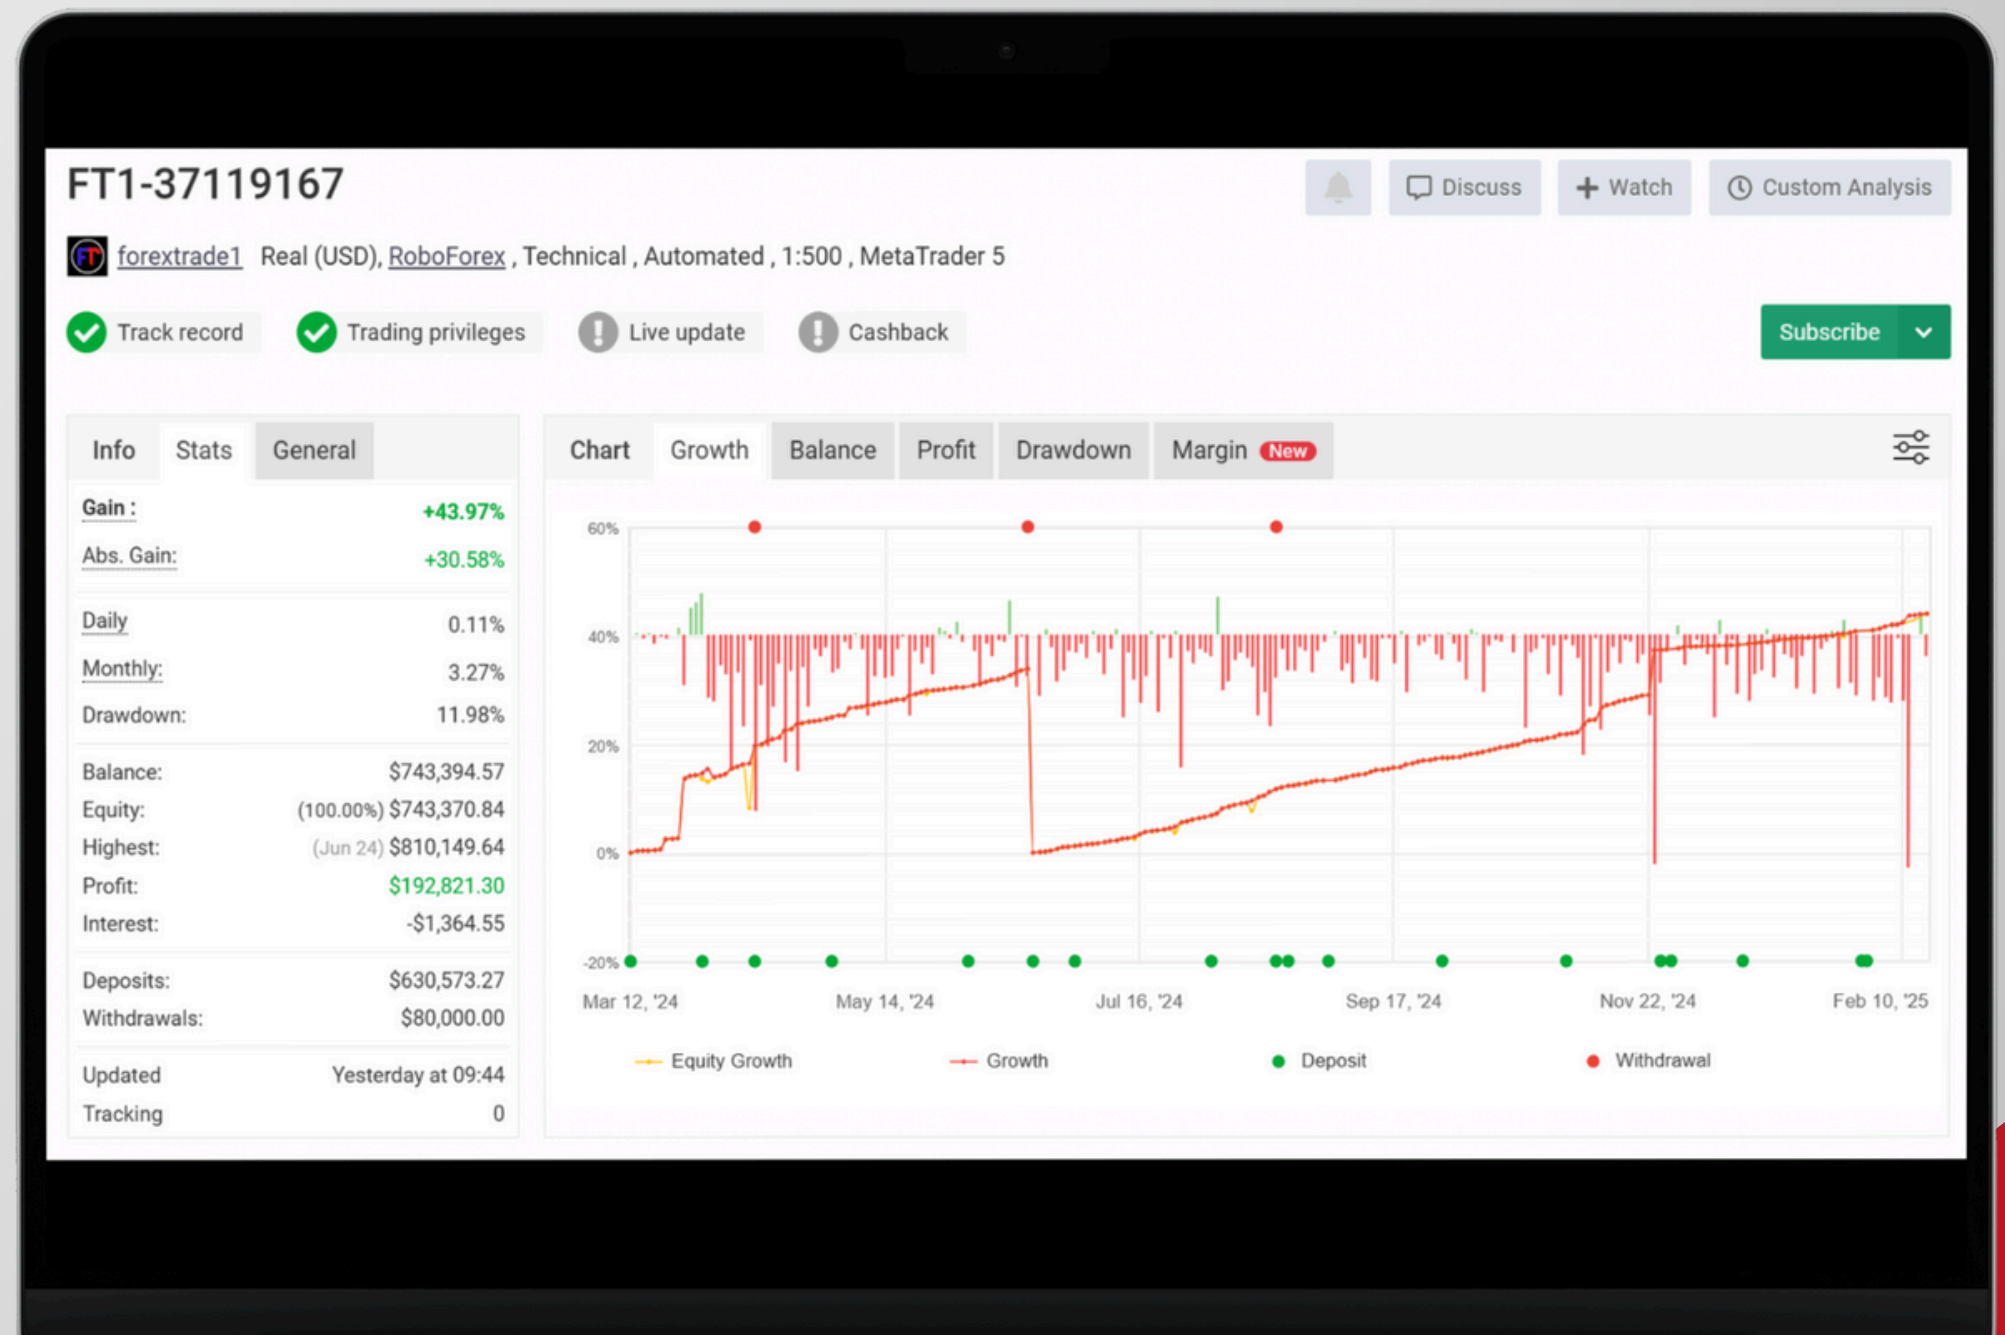 FT1-37119167
Discuss
Watch
Custom Analysis
FT
forextrade1 Real (USD), RoboForex , Technical , Automated , 1:500 , MetaTrader 5
Track record
Trading privileges
Live update
Cashback
Subscribe
Info Stats General
Gain : +43.97%
Abs. Gain: +30.58%
Daily 0.11%
Monthly: 3.27%
Drawdown: 11.98%
Balance: $743,394.57
Equity: (100.00%) $743,370.84
Highest: (Jun 24) $810,149.64
Profit: $192,821.30
Interest: -$1,364.55
Deposits: $630,573.27
Withdrawals: $80,000.00
Updated Yesterday at 09:44
Tracking 0
Chart Growth Balance Profit Drawdown Margin New
60%
40%
20%
0%
-20%
Mar 12, '24 May 14, '24 Jul 16, '24 Sep 17, '24 Nov 22, '24 Feb 10, '25
Equity Growth Growth Deposit Withdrawal